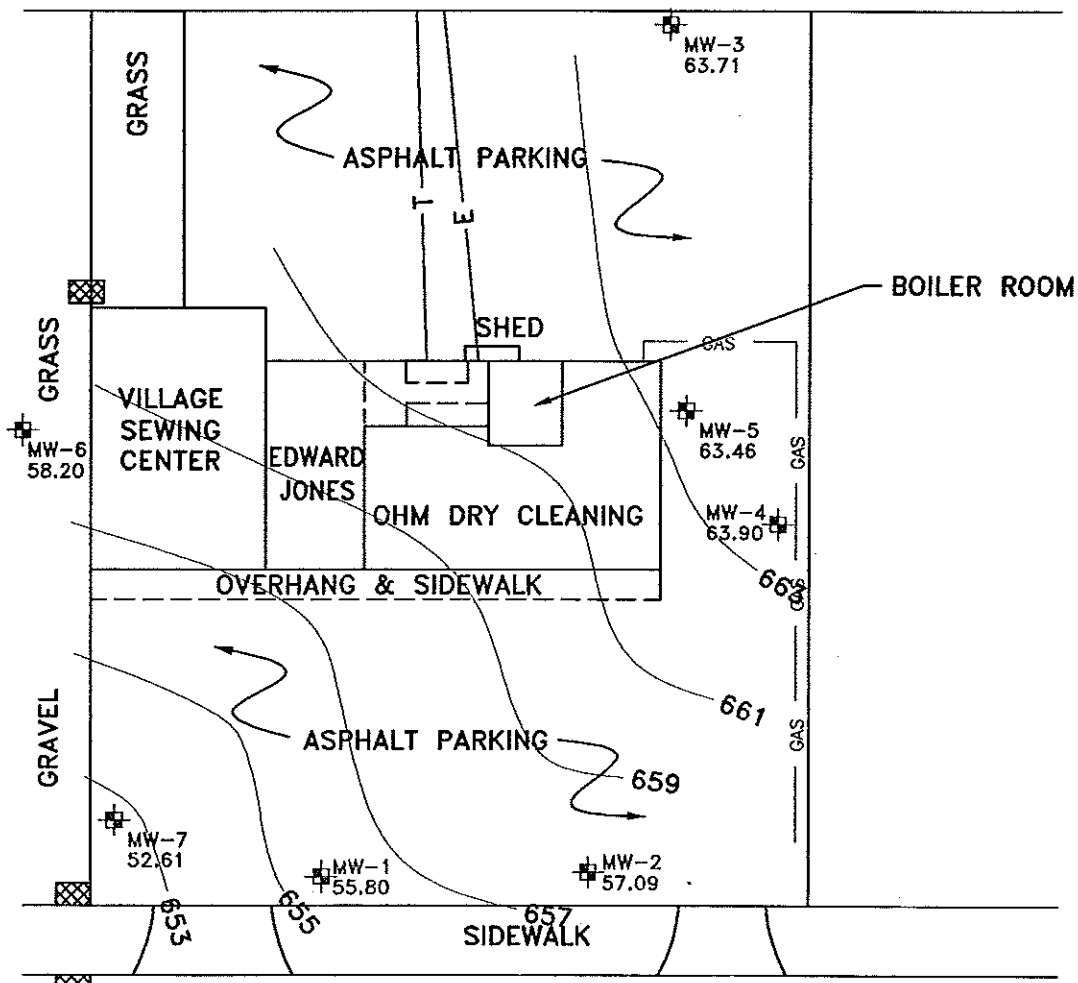 MW-3
63.71
GRASS
ASPHALT PARKING
T
E
BOILER ROOM
SHED
GAS
GRASS
VILLAGE
SEWING
CENTER
MW-6
58.20
EDWARD
JONES
MW-5
63.46
GAS
OHM DRY CLEANING
MW-4
63.90
OVERHANG & SIDEWALK
GAS
661
GRAVEL
ASPHALT PARKING
GAS
659
MW-7
52.61
MW-1
55.80
MW-2
57.09
653
655
657
SIDEWALK